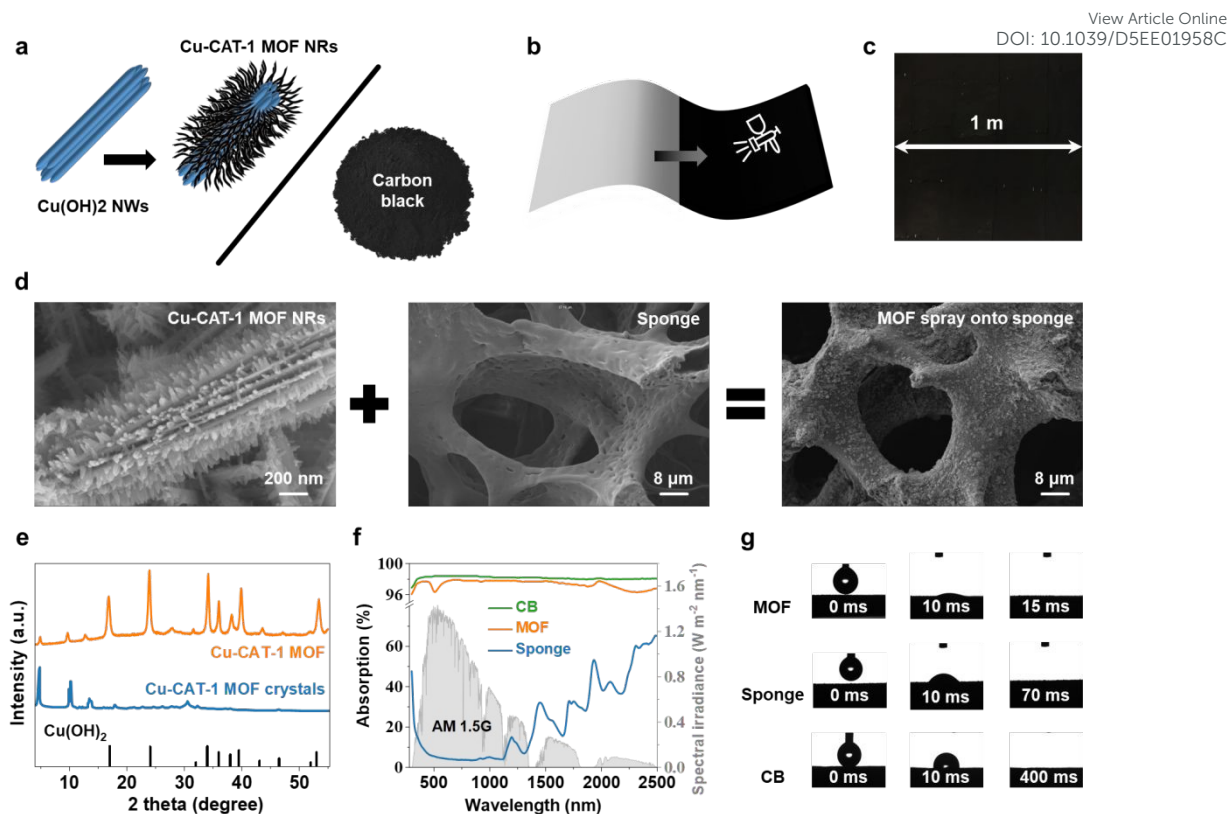 View Article Online
DOI: 10.1039/D5EE01958C
a
Cu-CAT-1 MOF NRs
Cu(OH)2 NWs
Carbon
black
b
c
1 m
d
Cu-CAT-1 MOF NRs
200 nm
Sponge
8 µm
MOF spray onto sponge
8 µm
e
Intensity (a.u.)
Cu-CAT-1 MOF
Cu-CAT-1 MOF crystals
Cu(OH)₂
10 20 30 40 50
2 theta (degree)
f
Absorption (%)
100
96
60
40
20
0
CB
MOF
Sponge
AM 1.5G
1.6
1.2
0.8
0.4
0.0
Spectral irradiance (W m⁻² nm⁻¹)
500 1000 1500 2000 2500
Wavelength (nm)
g
MOF
0 ms 10 ms 15 ms
Sponge
0 ms 10 ms 70 ms
CB
0 ms 10 ms 400 ms